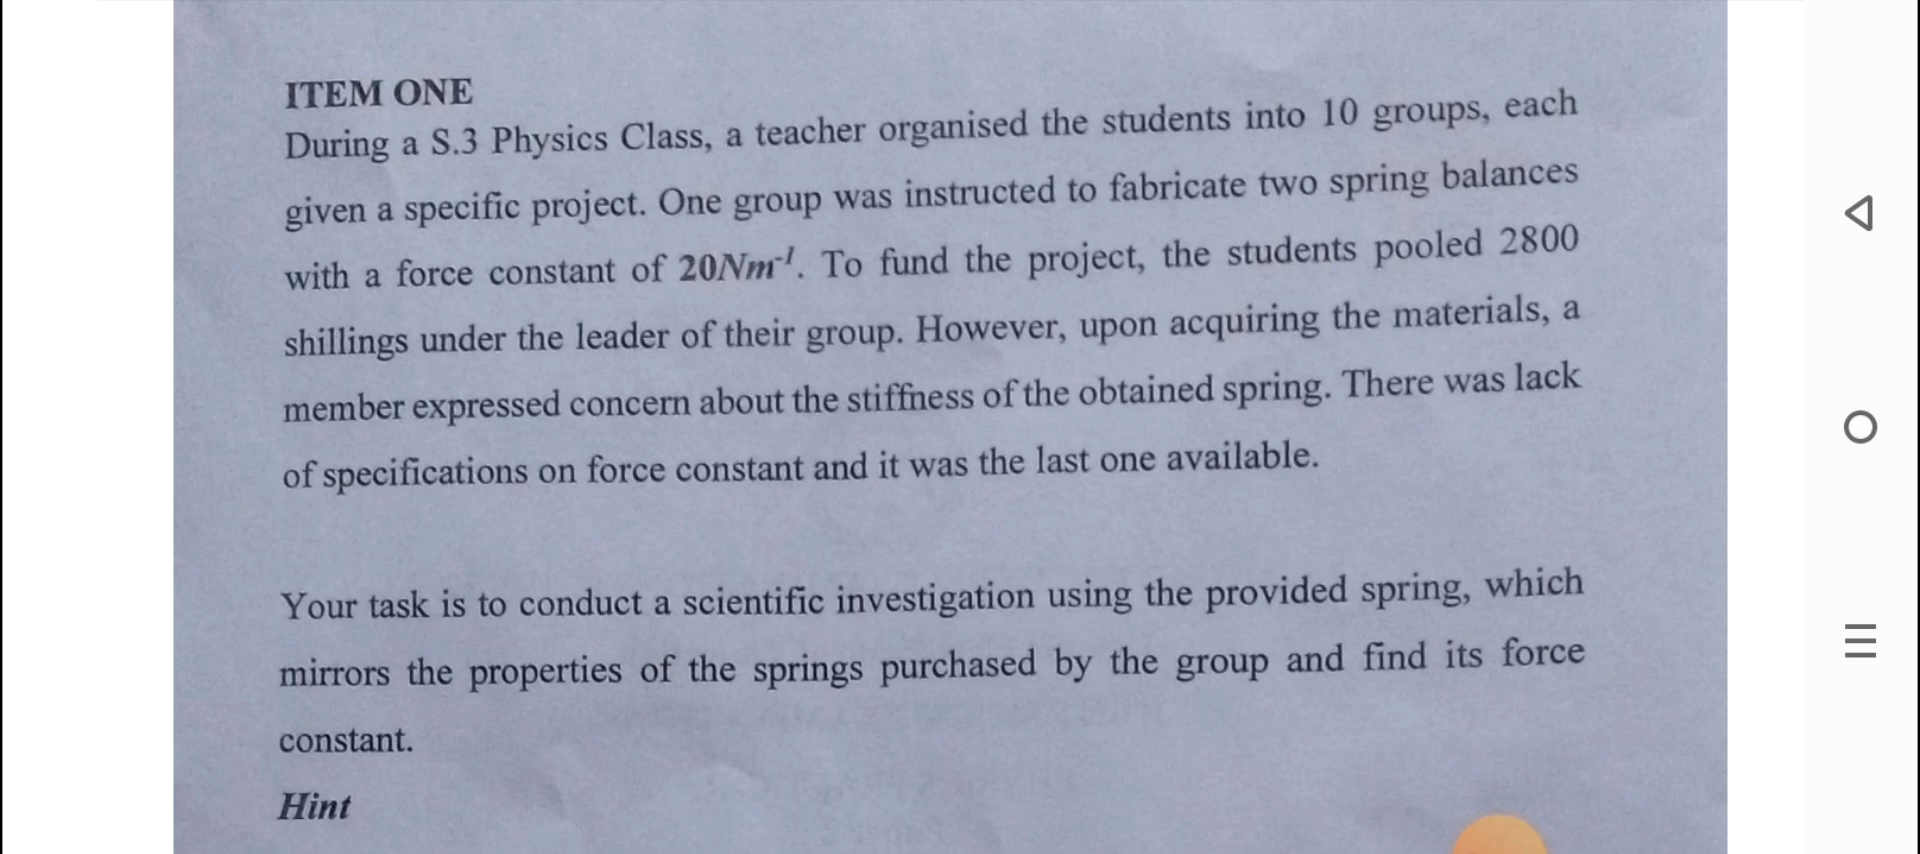 ITEM ONE
During a S.3 Physics Class, a teacher organised the students into 10 groups, each
given a specific project. One group was instructed to fabricate two spring balances
with a force constant of 20Nm⁻¹. To fund the project, the students pooled 2800
shillings under the leader of their group. However, upon acquiring the materials, a
member expressed concern about the stiffness of the obtained spring. There was lack
of specifications on force constant and it was the last one available.
Your task is to conduct a scientific investigation using the provided spring, which
mirrors the properties of the springs purchased by the group and find its force
constant.
Hint